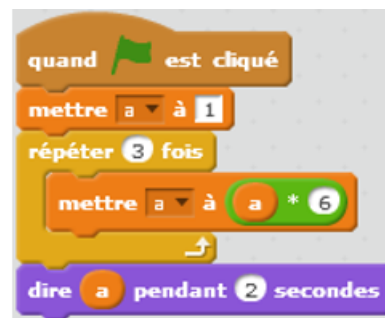 quand est cliqué
mettre a à 1
répéter 3 fois
mettre a à a * 6
dire a pendant 2 secondes